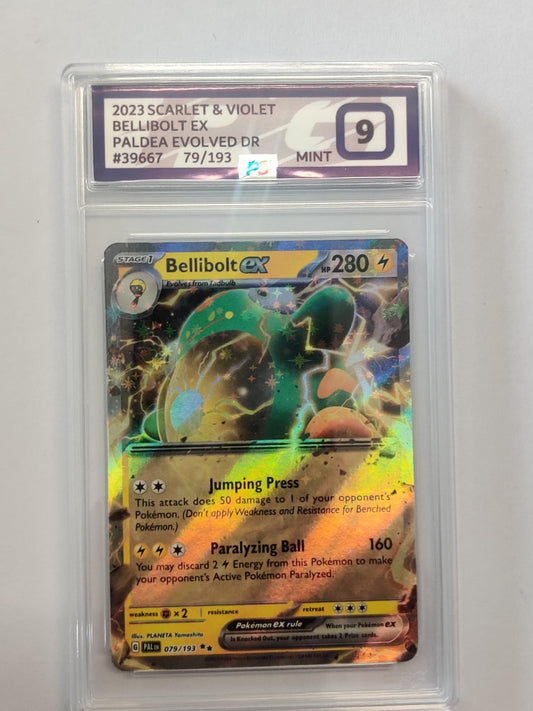 2023 SCARLET & VIOLET
BELLIBOLT EX
PALDEA EVOLVED DR
#39667 79/193
MINT 9
STAGE 1
Bellibolt ex
HP 280
Evolves from Tadbulb
Jumping Press
This attack does 50 damage to 1 of your opponent's
Pokémon. (Don't apply Weakness and Resistance for Benched
Pokémon.)
Paralyzing Ball 160
You may discard 2 Energy from this Pokémon to make
your opponent's Active Pokémon Paralyzed.
weakness ×2 resistance retreat
Pokémon ex rule When your Pokémon ex
is Knocked Out, your opponent takes 2 Prize cards.
Illus. PLANETA Yamashita
G PAL EN 079/193